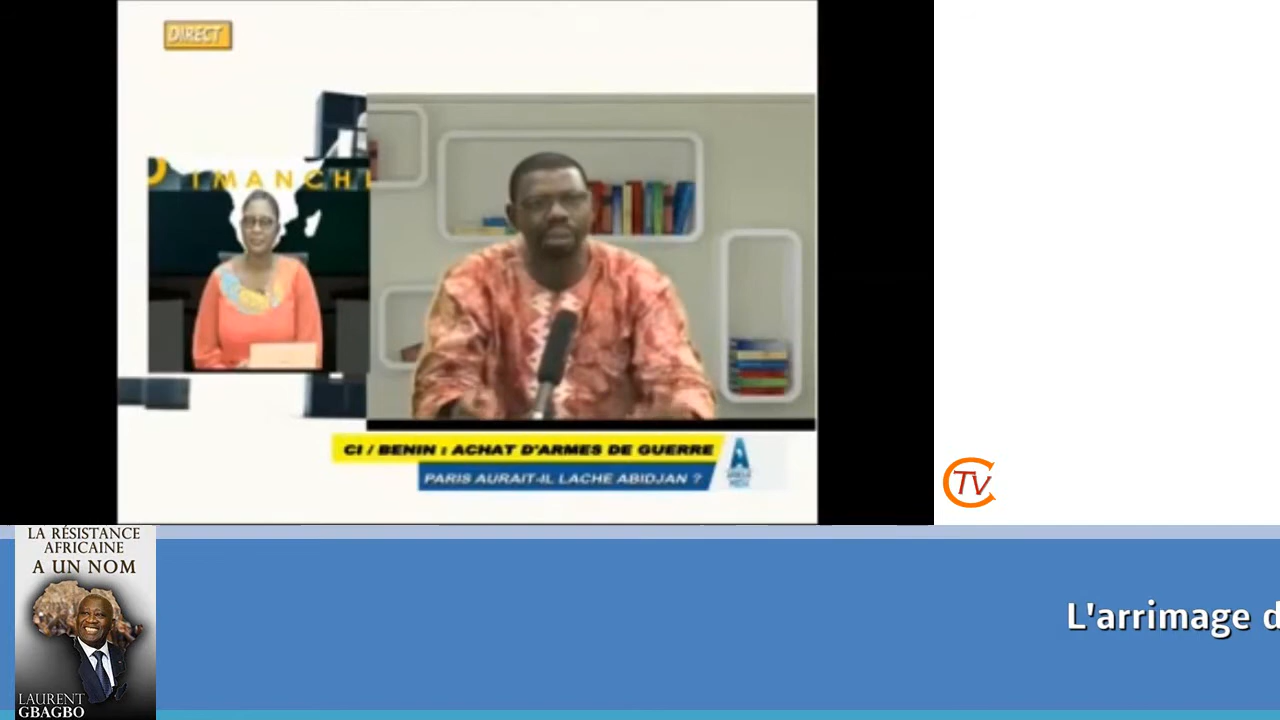 DIRECT
IMANCH
CI / BENIN : ACHAT D'ARMES DE GUERRE
PARIS AURAIT-IL LACHE ABIDJAN ?
TV
LA RÉSISTANCE
AFRICAINE
A UN NOM
LAURENT
GBAGBO
L'arrimage d